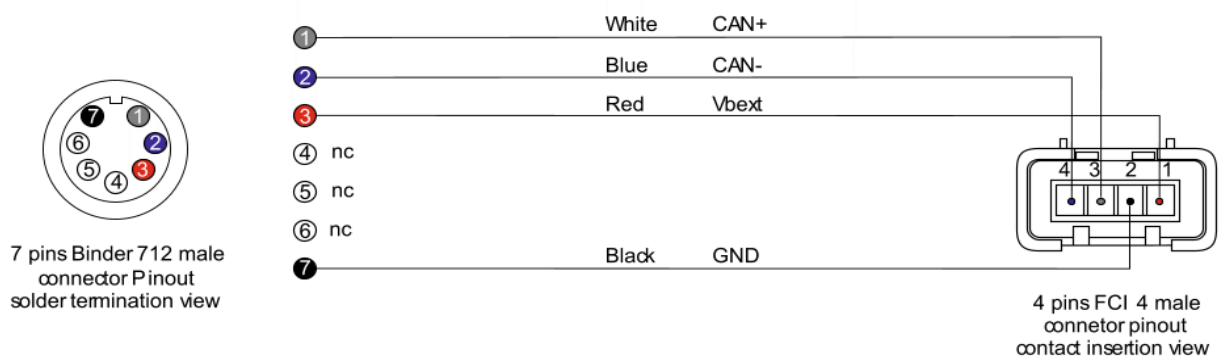 1 White CAN+
2 Blue CAN-
3 Red Vbext
4 nc
5 nc
6 nc
7 Black GND
7 1
6 2
5 4 3
7 pins Binder 712 male
connector Pinout
solder termination view
4 3 2 1
4 pins FCI 4 male
connetor pinout
contact insertion view